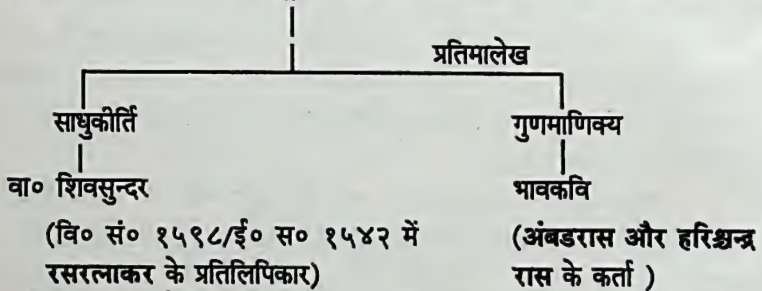 प्रतिमालेख
साधुकीर्ति
गुणमाणिक्य
वा० शिवसुन्दर
भावकवि
(वि० सं० १५९८/ई० स० १५४२ में
रसरत्नाकर के प्रतिलिपिकार)
(अंबडरास और हरिश्चन्द्र
रास के कर्ता )